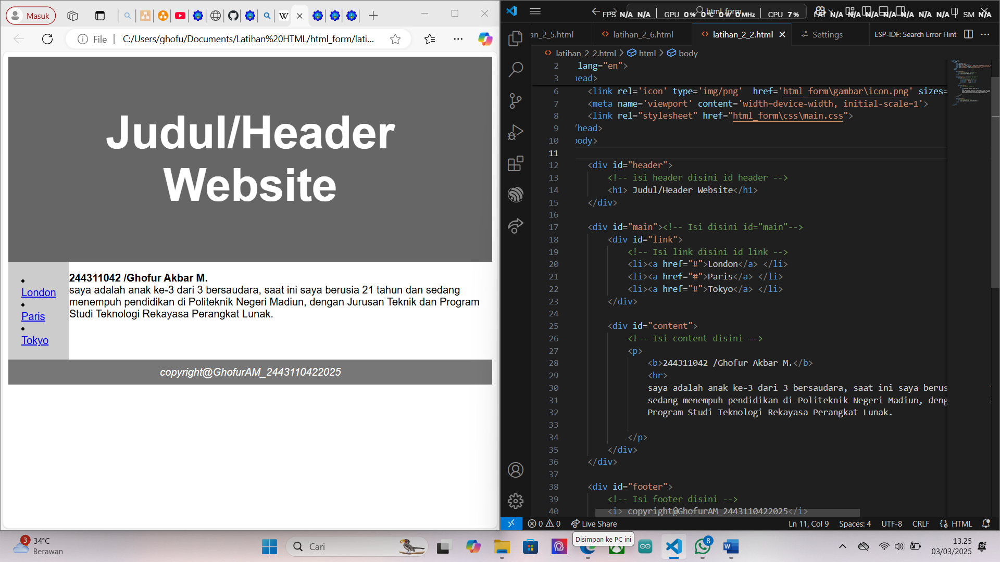 Masuk
File
C:/Users/ghofu/Documents/Latihan%20HTML/html_form/lati...
Judul/Header
Website
London
Paris
Tokyo
244311042 /Ghofur Akbar M.
saya adalah anak ke-3 dari 3 bersaudara, saat ini saya berusia 21 tahun dan sedang
menempuh pendidikan di Politeknik Negeri Madiun, dengan Jurusan Teknik dan Program
Studi Teknologi Rekayasa Perangkat Lunak.
copyright@GhofurAM_2443110422025
html_form
FPS N/A N/A GPU 0% 0°C 0W 0MHz CPU 7% LAT N/A N/A N/A N/A N/A N/A N/A SM N/A
an_2_5.html
latihan_2_6.html
latihan_2_2.html
Settings
ESP-IDF: Search Error Hint
latihan_2_2.html > html > body
2 lang="en">
3 head>
6 <link rel='icon' type='img/png'  href='html_form\gambar\icon.png' sizes=
7 <meta name='viewport' content='width=device-width, initial-scale=1'>
8 <link rel="stylesheet" href="html_form\css\main.css">
9 /head>
10 body>
11
12 <div id="header">
13 <!-- isi header disini id header -->
14 <h1> Judul/Header Website</h1>
15 </div>
16
17 <div id="main"><!-- Isi disini id="main"-->
18 <div id="link">
19 <!-- Isi link disini id link -->
20 <li><a href="#">London</a> </li>
21 <li><a href="#">Paris</a> </li>
22 <li><a href="#">Tokyo</a> </li>
23 </div>
24
25 <div id="content">
26 <!-- Isi content disini -->
27 <p>
28 <b>244311042 /Ghofur Akbar M.</b>
29 <br>
30 saya adalah anak ke-3 dari 3 bersaudara, saat ini saya berus
31 sedang menempuh pendidikan di Politeknik Negeri Madiun, deng
32 Program Studi Teknologi Rekayasa Perangkat Lunak.
33
34 </p>
35 </div>
36 </div>
37
38 <div id="footer">
39 <!-- Isi footer disini -->
40 <i> copyright@GhofurAM_2443110422025</i>
0 0 Live Share
Ln 11, Col 9
Spaces: 4
UTF-8
CRLF
HTML
Disimpan ke PC ini
3
34°C
Berawan
Cari
8
13.25
03/03/2025